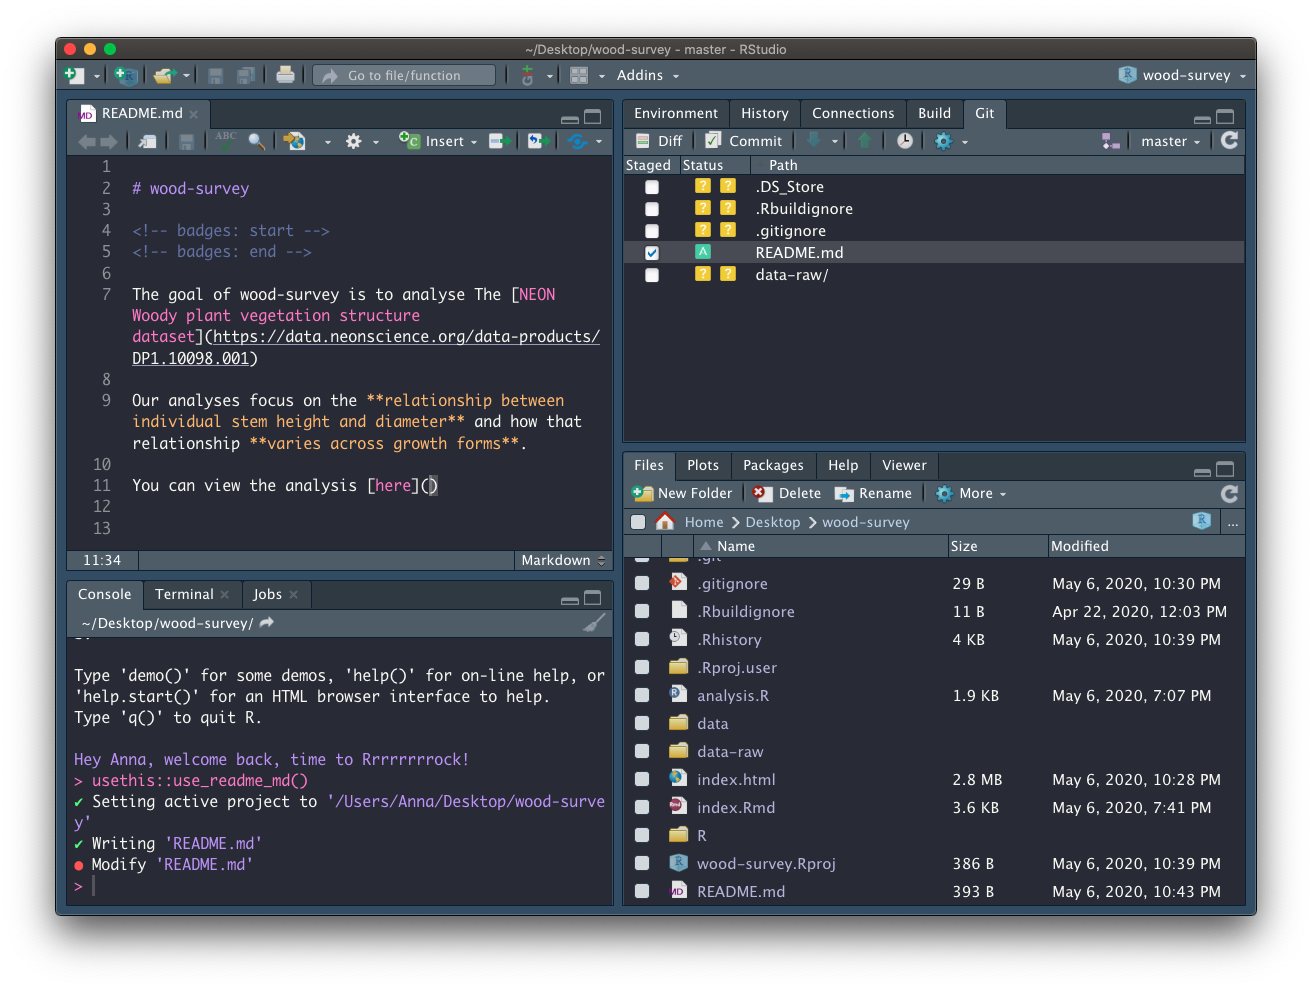 ~/Desktop/wood-survey - master - RStudio
Go to file/function
Addins
wood-survey
README.md
ABC
Insert
1
2 # wood-survey
3
4 <!-- badges: start -->
5 <!-- badges: end -->
6
7 The goal of wood-survey is to analyse The [NEON
Woody plant vegetation structure
dataset](https://data.neonscience.org/data-products/
DP1.10098.001)
8
9 Our analyses focus on the **relationship between
individual stem height and diameter** and how that
relationship **varies across growth forms**.
10
11 You can view the analysis [here]()
12
13
11:34 Markdown
Console Terminal Jobs
~/Desktop/wood-survey/
Type 'demo()' for some demos, 'help()' for on-line help, or
'help.start()' for an HTML browser interface to help.
Type 'q()' to quit R.
Hey Anna, welcome back, time to Rrrrrrrrock!
> usethis::use_readme_md()
✔ Setting active project to '/Users/Anna/Desktop/wood-surve
y'
✔ Writing 'README.md'
● Modify 'README.md'
>
Environment History Connections Build Git
Diff Commit master
Staged Status Path
? ? .DS_Store
? ? .Rbuildignore
? ? .gitignore
A README.md
? ? data-raw/
Files Plots Packages Help Viewer
New Folder Delete Rename More
Home Desktop wood-survey ...
Name Size Modified
.git
.gitignore 29 B May 6, 2020, 10:30 PM
.Rbuildignore 11 B Apr 22, 2020, 12:03 PM
.Rhistory 4 KB May 6, 2020, 10:39 PM
.Rproj.user
analysis.R 1.9 KB May 6, 2020, 7:07 PM
data
data-raw
index.html 2.8 MB May 6, 2020, 10:28 PM
index.Rmd 3.6 KB May 6, 2020, 7:41 PM
R
wood-survey.Rproj 386 B May 6, 2020, 10:39 PM
README.md 393 B May 6, 2020, 10:43 PM